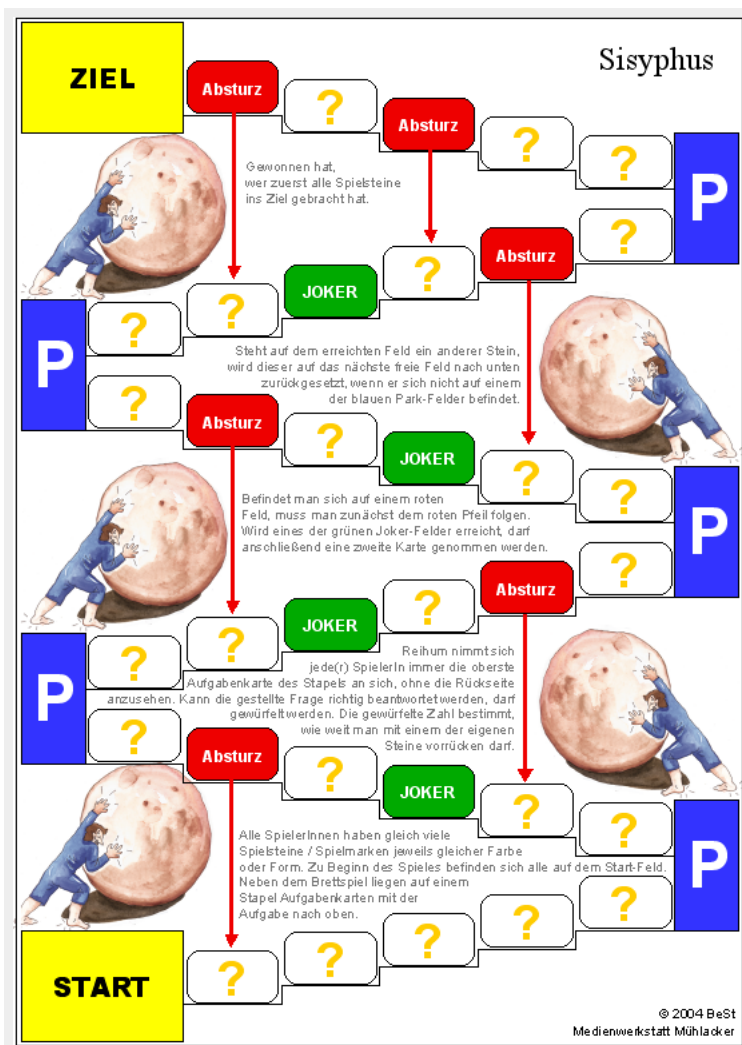 Sisyphus
ZIEL
Absturz
?
Absturz
?
?
P
Gewonnen hat,
wer zuerst alle Spielsteine
ins Ziel gebracht hat.
?
Absturz
?
JOKER
?
?
P
Steht auf dem erreichten Feld ein anderer Stein,
wird dieser auf das nächste freie Feld nach unten
zurückgesetzt, wenn er sich nicht auf einem
der blauen Park-Felder befindet.
?
Absturz
?
JOKER
?
?
P
Befindet man sich auf einem roten
Feld, muss man zunächst dem roten Pfeil folgen.
Wird eines der grünen Joker-Felder erreicht, darf
anschließend eine zweite Karte genommen werden.
?
Absturz
?
JOKER
?
?
P
Reihum nimmt sich
jede(r) SpielerIn immer die oberste
Aufgabenkarte des Stapels an sich, ohne die Rückseite
anzusehen. Kann die gestellte Frage richtig beantwortet werden, darf
gewürfelt werden. Die gewürfelte Zahl bestimmt,
wie weit man mit einem der eigenen
Steine vorrücken darf.
?
Absturz
?
JOKER
?
?
P
Alle SpielerInnen haben gleich viele
Spielsteine / Spielmarken jeweils gleicher Farbe
oder Form. Zu Beginn des Spieles befinden sich alle auf dem Start-Feld.
Neben dem Brettspiel liegen auf einem
Stapel Aufgabenkarten mit der
Aufgabe nach oben.
?
?
?
?
?
START
© 2004 BeSt
Medienwerkstatt Mühlacker